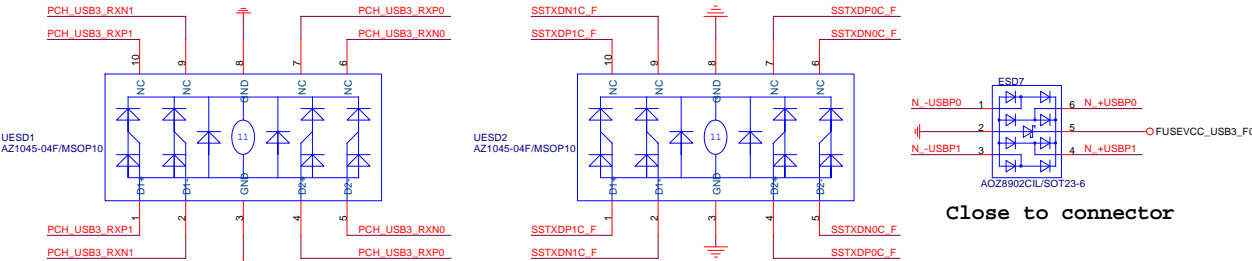 PCH_USB3_RXN1
PCH_USB3_RXP0
PCH_USB3_RXP1
PCH_USB3_RXN0
10
9
8
7
6
NC
NC
GND
NC
NC
UESD1
AZ1045-04F/MSOP10
11
D1+
D1-
GND
D2+
D2-
1
2
3
4
5
PCH_USB3_RXP1
PCH_USB3_RXN0
PCH_USB3_RXN1
PCH_USB3_RXP0
SSTXDN1C_F
SSTXDP0C_F
SSTXDP1C_F
SSTXDN0C_F
10
9
8
7
6
NC
NC
GND
NC
NC
UESD2
AZ1045-04F/MSOP10
11
D1+
D1-
GND
D2+
D2-
1
2
3
4
5
SSTXDP1C_F
SSTXDN0C_F
SSTXDN1C_F
SSTXDP0C_F
ESD7
N_-USBP0
1
6
N_+USBP0
2
5
N_-USBP1
3
4
N_+USBP1
AOZ8902CIL/SOT23-6
Close to connector